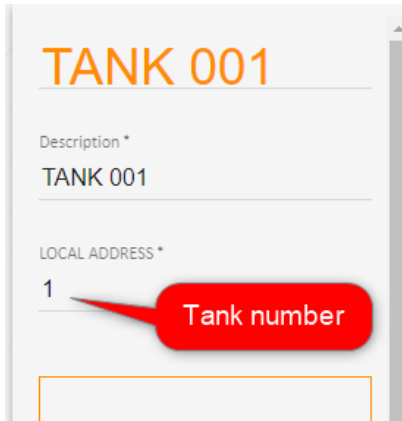 TANK 001
Description *
TANK 001
LOCAL ADDRESS *
1
Tank number